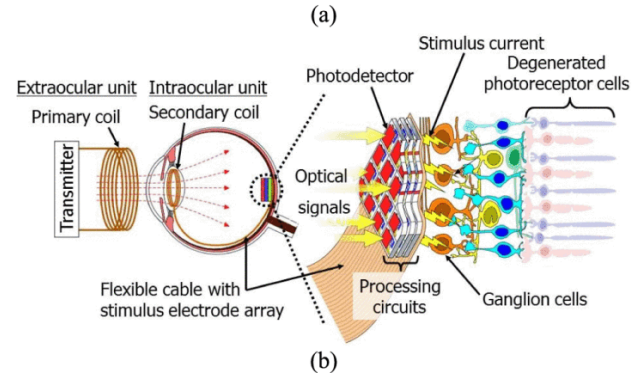 (a)
Stimulus current
Extraocular unit
Intraocular unit
Photodetector
Degenerated
photoreceptor cells
Primary coil
Secondary coil
Transmitter
Optical
signals
Flexible cable with
stimulus electrode array
Processing
circuits
Ganglion cells
(b)